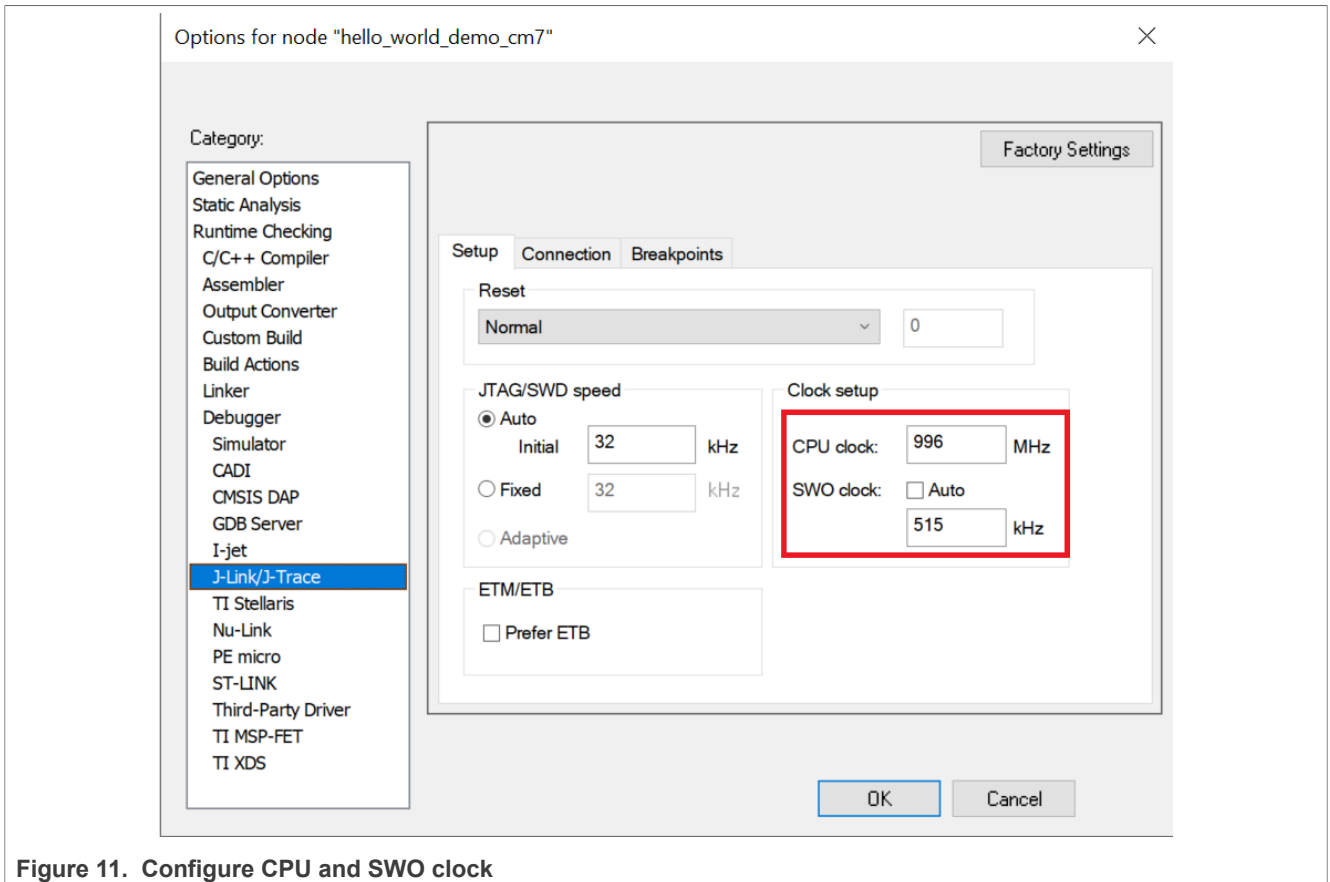 Options for node "hello_world_demo_cm7"
Category:
Factory Settings
General Options
Static Analysis
Runtime Checking
C/C++ Compiler
Assembler
Output Converter
Custom Build
Build Actions
Linker
Debugger
Simulator
CADI
CMSIS DAP
GDB Server
I-jet
J-Link/J-Trace
TI Stellaris
Nu-Link
PE micro
ST-LINK
Third-Party Driver
TI MSP-FET
TI XDS
Setup Connection Breakpoints
Reset
Normal 0
JTAG/SWD speed
Auto
Initial 32 kHz
Fixed 32 kHz
Adaptive
Clock setup
CPU clock: 996 MHz
SWO clock: Auto
515 kHz
ETM/ETB
Prefer ETB
OK Cancel
Figure 11. Configure CPU and SWO clock